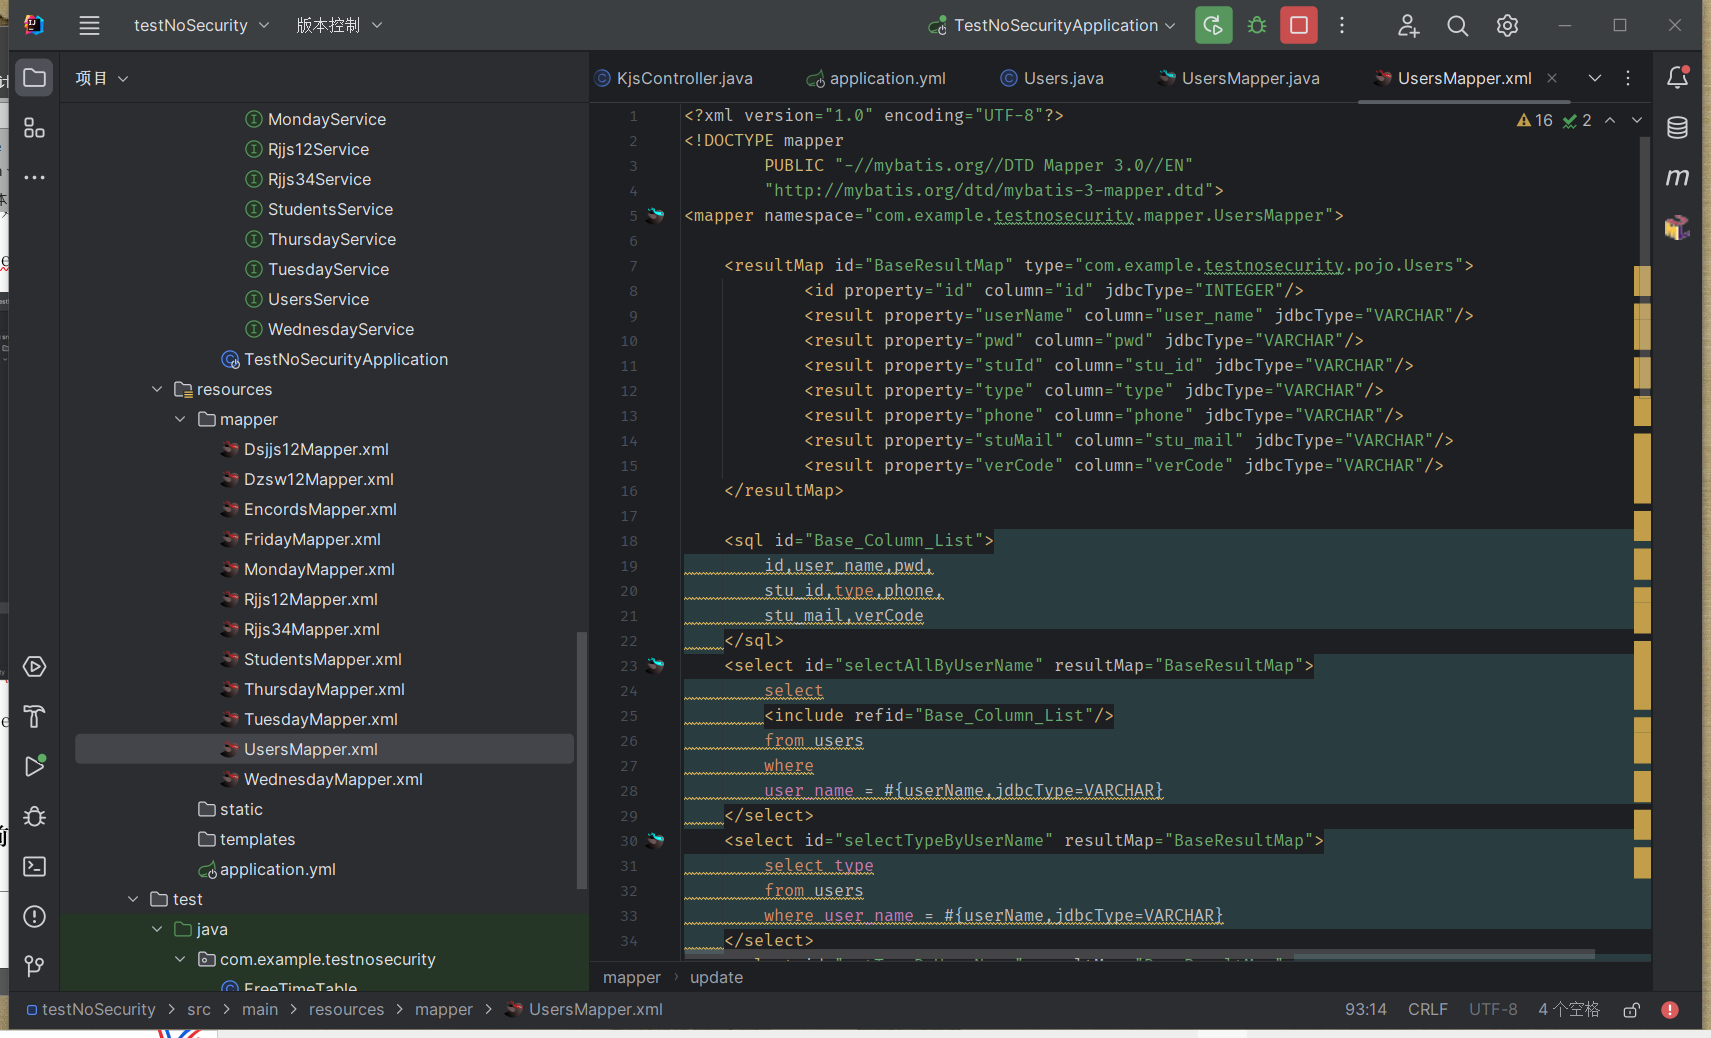 testNoSecurity
版本控制
TestNoSecurityApplication
项目
KjsController.java
application.yml
Users.java
UsersMapper.java
UsersMapper.xml
MondayService
Rjjs12Service
Rjjs34Service
StudentsService
ThursdayService
TuesdayService
UsersService
WednesdayService
TestNoSecurityApplication
resources
mapper
Dsjjs12Mapper.xml
Dzsw12Mapper.xml
EncordsMapper.xml
FridayMapper.xml
MondayMapper.xml
Rjjs12Mapper.xml
Rjjs34Mapper.xml
StudentsMapper.xml
ThursdayMapper.xml
TuesdayMapper.xml
UsersMapper.xml
WednesdayMapper.xml
static
templates
application.yml
test
java
com.example.testnosecurity
FreeTimeTable
16 2
1 <?xml version="1.0" encoding="UTF-8"?>
2 <!DOCTYPE mapper
3 PUBLIC "-//mybatis.org//DTD Mapper 3.0//EN"
4 "http://mybatis.org/dtd/mybatis-3-mapper.dtd">
5 <mapper namespace="com.example.testnosecurity.mapper.UsersMapper">
6
7 <resultMap id="BaseResultMap" type="com.example.testnosecurity.pojo.Users">
8 <id property="id" column="id" jdbcType="INTEGER"/>
9 <result property="userName" column="user_name" jdbcType="VARCHAR"/>
10 <result property="pwd" column="pwd" jdbcType="VARCHAR"/>
11 <result property="stuId" column="stu_id" jdbcType="VARCHAR"/>
12 <result property="type" column="type" jdbcType="VARCHAR"/>
13 <result property="phone" column="phone" jdbcType="VARCHAR"/>
14 <result property="stuMail" column="stu_mail" jdbcType="VARCHAR"/>
15 <result property="verCode" column="verCode" jdbcType="VARCHAR"/>
16 </resultMap>
17
18 <sql id="Base_Column_List">
19 id,user_name,pwd,
20 stu_id,type,phone,
21 stu_mail,verCode
22 </sql>
23 <select id="selectAllByUserName" resultMap="BaseResultMap">
24 select
25 <include refid="Base_Column_List"/>
26 from users
27 where
28 user_name = #{userName,jdbcType=VARCHAR}
29 </select>
30 <select id="selectTypeByUserName" resultMap="BaseResultMap">
31 select type
32 from users
33 where user_name = #{userName,jdbcType=VARCHAR}
34 </select>
mapper › update
testNoSecurity > src > main > resources > mapper > UsersMapper.xml
93:14 CRLF UTF-8 4 个空格